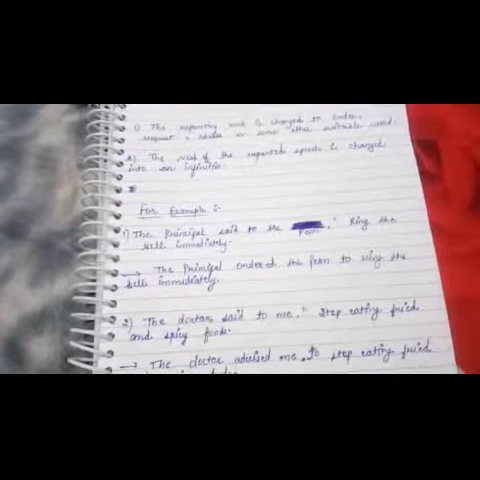 1) The reporting verb is changed to order,
request, advise or some other suitable word.
2) The verb of the reported speech is changed
into an infinitive.
For Example :-
1) The Principal said to the Peon, " Ring the
bell immediately.
→ The Principal ordered the Peon to ring the
bell immediately.
2) The doctor said to me, " Stop eating fried
and spicy foods.
→ The doctor advised me to stop eating fried